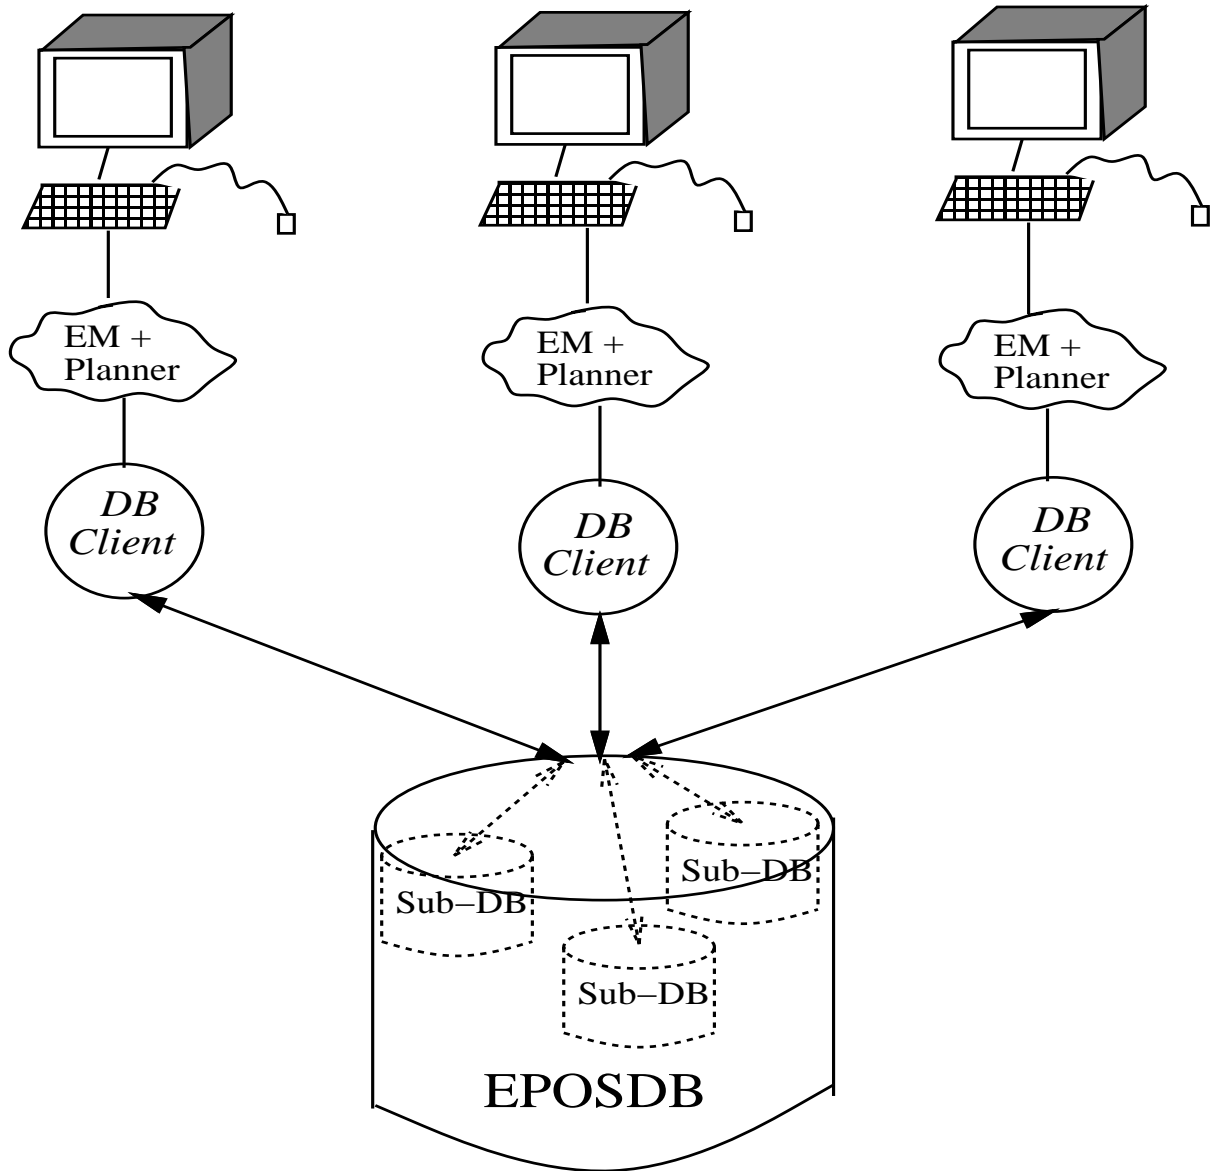 EM +
Planner
EM +
Planner
EM +
Planner
DB
Client
DB
Client
DB
Client
Sub−DB
Sub−DB
Sub−DB
EPOSDB